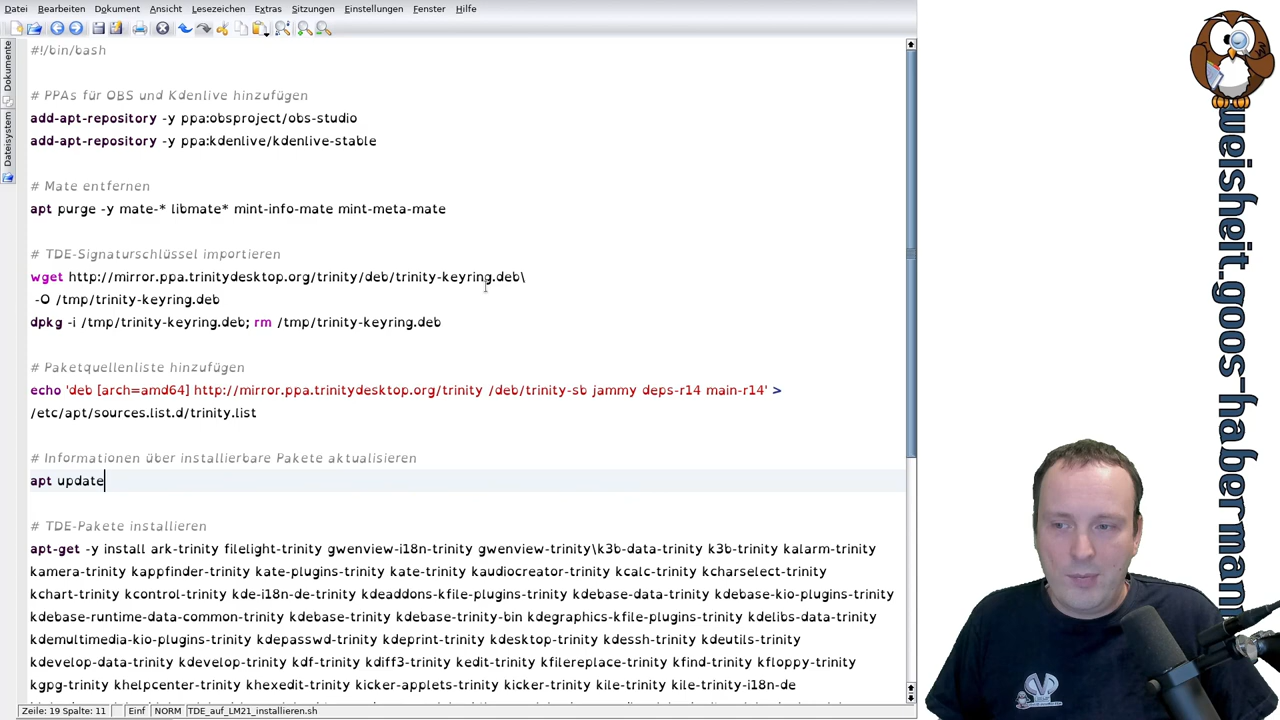 Datei Bearbeiten Dokument Ansicht Lesezeichen Extras Sitzungen Einstellungen Fenster Hilfe
Dokumente
Dateisystem
#!/bin/bash
# PPAs für OBS und Kdenlive hinzufügen
add-apt-repository -y ppa:obsproject/obs-studio
add-apt-repository -y ppa:kdenlive/kdenlive-stable
# Mate entfernen
apt purge -y mate-* libmate* mint-info-mate mint-meta-mate
# TDE-Signaturschlüssel importieren
wget http://mirror.ppa.trinitydesktop.org/trinity/deb/trinity-keyring.deb\
-O /tmp/trinity-keyring.deb
dpkg -i /tmp/trinity-keyring.deb; rm /tmp/trinity-keyring.deb
# Paketquellenliste hinzufügen
echo 'deb [arch=amd64] http://mirror.ppa.trinitydesktop.org/trinity /deb/trinity-sb jammy deps-r14 main-r14' >
/etc/apt/sources.list.d/trinity.list
# Informationen über installierbare Pakete aktualisieren
apt update
# TDE-Pakete installieren
apt-get -y install ark-trinity filelight-trinity gwenview-i18n-trinity gwenview-trinity\k3b-data-trinity k3b-trinity kalarm-trinity
kamera-trinity kappfinder-trinity kate-plugins-trinity kate-trinity kaudiocreator-trinity kcalc-trinity kcharselect-trinity
kchart-trinity kcontrol-trinity kde-i18n-de-trinity kdeaddons-kfile-plugins-trinity kdebase-data-trinity kdebase-kio-plugins-trinity
kdebase-runtime-data-common-trinity kdebase-trinity kdebase-trinity-bin kdegraphics-kfile-plugins-trinity kdelibs-data-trinity
kdemultimedia-kio-plugins-trinity kdepasswd-trinity kdeprint-trinity kdesktop-trinity kdessh-trinity kdeutils-trinity
kdevelop-data-trinity kdevelop-trinity kdf-trinity kdiff3-trinity kedit-trinity kfilereplace-trinity kfind-trinity kfloppy-trinity
kgpg-trinity khelpcenter-trinity khexedit-trinity kicker-applets-trinity kicker-trinity kile-trinity kile-trinity-i18n-de
Zeile: 19 Spalte: 11 Einf NORM TDE_auf_LM21_installieren.sh
weisheit.goos-habermann